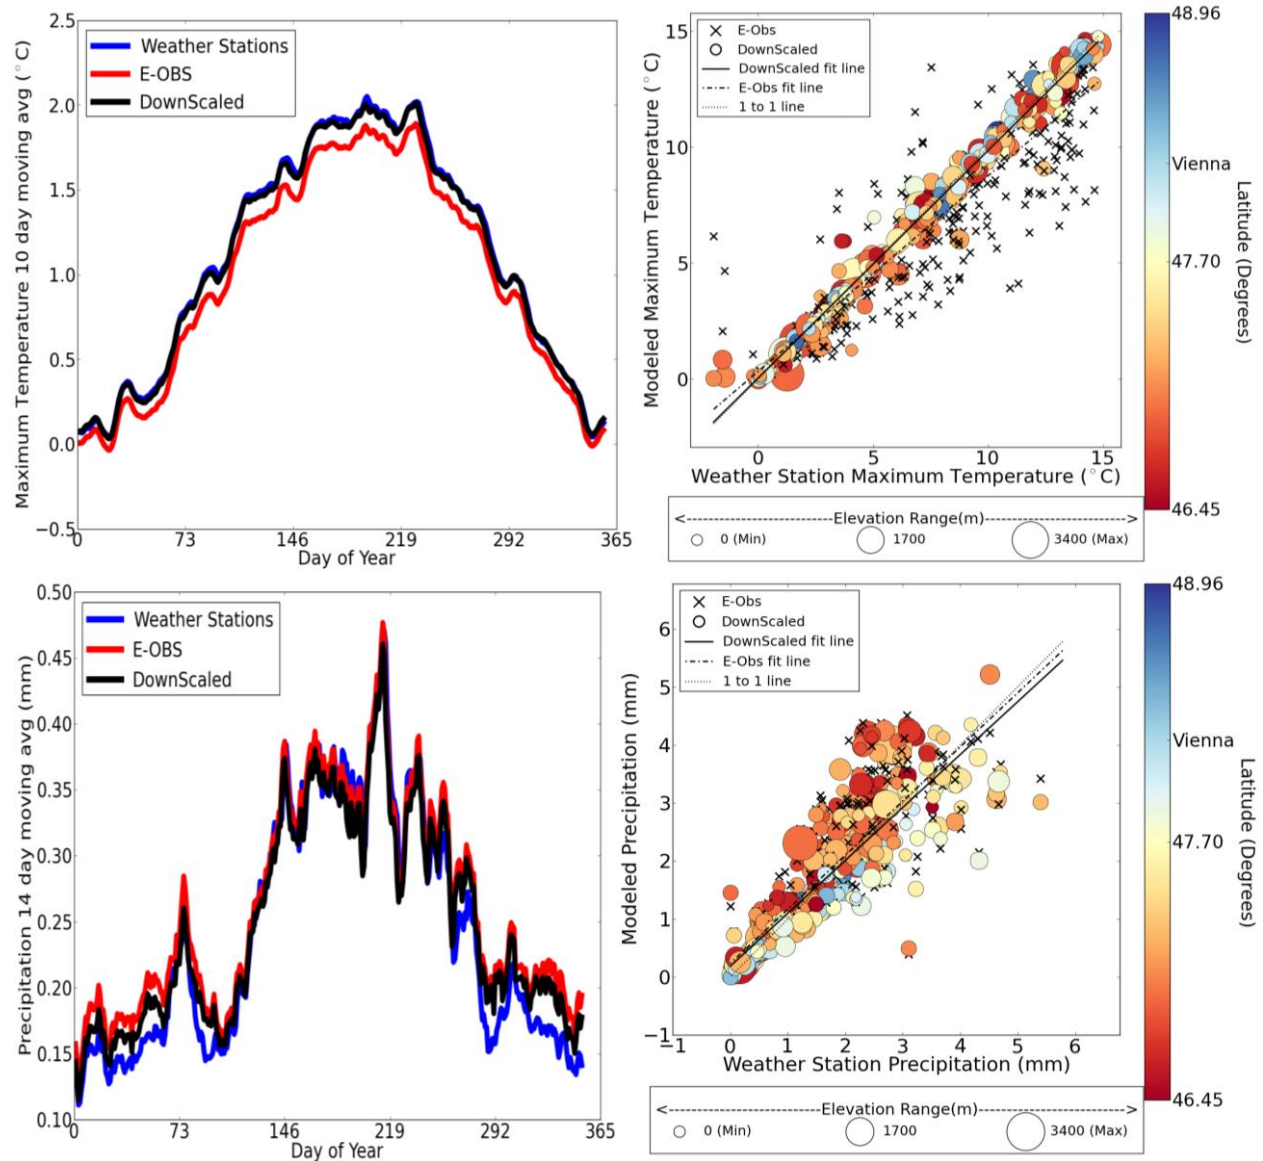 Maximum Temperature 10 day moving avg (°C)
2.5
2.0
1.5
1.0
0.5
0.0
−0.5
Weather Stations
E-OBS
DownScaled
0
73
146
219
292
365
Day of Year
Modeled Maximum Temperature (°C)
15
10
5
0
E-Obs
DownScaled
DownScaled fit line
E-Obs fit line
1 to 1 line
0
5
10
15
Weather Station Maximum Temperature (°C)
<-----------------------Elevation Range(m)----------------------->
0 (Min)
1700
3400 (Max)
48.96
Vienna
47.70
46.45
Latitude (Degrees)
Precipitation 14 day moving avg (mm)
0.50
0.45
0.40
0.35
0.30
0.25
0.20
0.15
0.10
Weather Stations
E-OBS
DownScaled
0
73
146
219
292
365
Day of Year
Modeled Precipitation (mm)
6
5
4
3
2
1
0
−1
E-Obs
DownScaled
DownScaled fit line
E-Obs fit line
1 to 1 line
−1
0
1
2
3
4
5
6
Weather Station Precipitation (mm)
<-----------------------Elevation Range(m)----------------------->
0 (Min)
1700
3400 (Max)
48.96
Vienna
47.70
46.45
Latitude (Degrees)